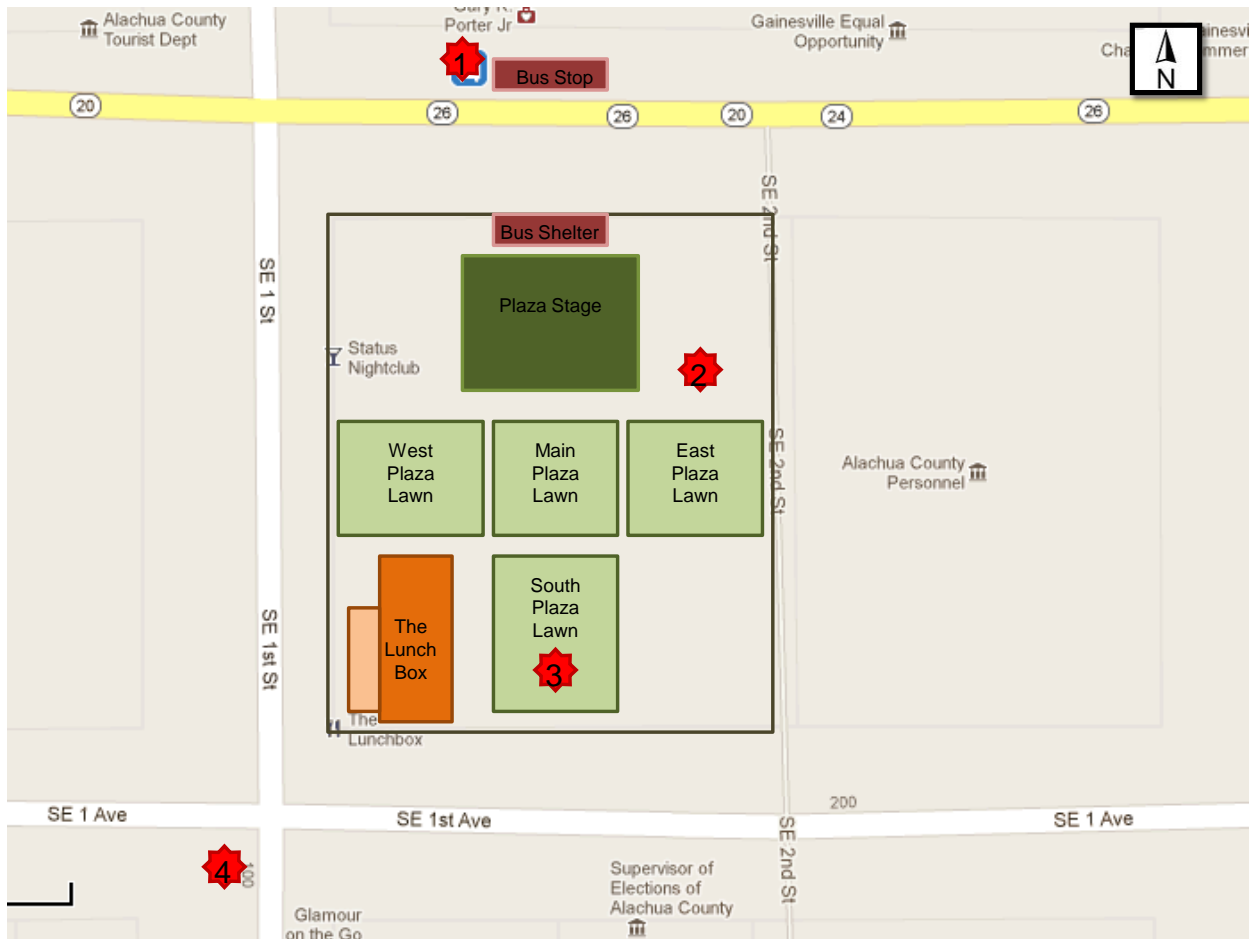 Alachua County
Tourist Dept
Gary R.
Porter Jr
Gainesville Equal
Opportunity
1
Bus Stop
N
20
26
26
20
24
26
SE 2nd St
Bus Shelter
SE 1 St
Plaza Stage
Status
Nightclub
2
West
Plaza
Lawn
Main
Plaza
Lawn
East
Plaza
Lawn
SE 2nd St
Alachua County
Personnel
The
Lunch
Box
South
Plaza
Lawn
3
SE 1st St
The
Lunchbox
SE 1 Ave
SE 1st Ave
200
SE 1 Ave
SE 2nd St
4
100
Supervisor of
Elections of
Alachua County
Glamour
on the Go